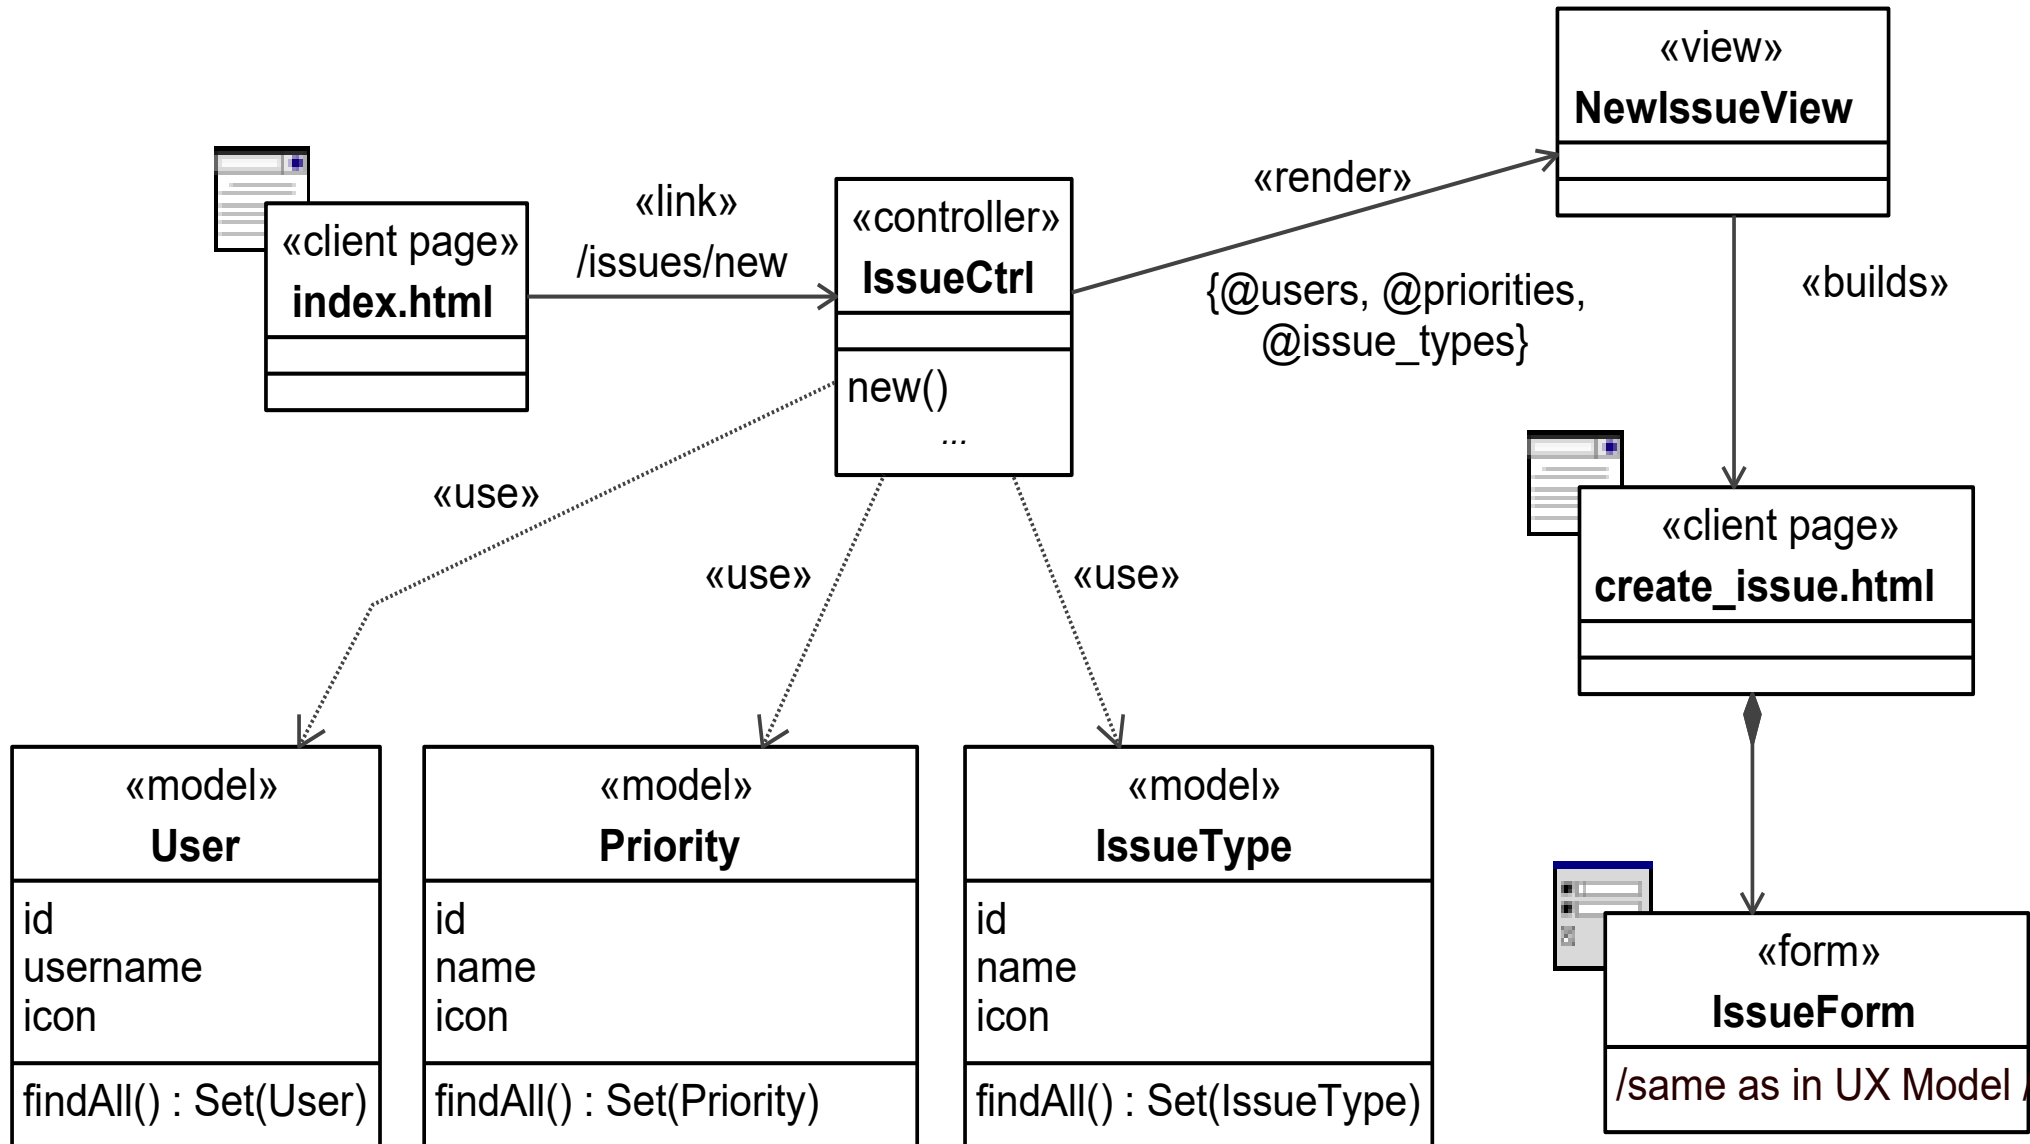 «view»
NewIssueView
«client page»
index.html
«link»
/issues/new
«controller»
IssueCtrl
new()
...
«render»
{@users, @priorities,
@issue_types}
«builds»
«use»
«use»
«use»
«client page»
create_issue.html
«model»
User
id
username
icon
findAll() : Set(User)
«model»
Priority
id
name
icon
findAll() : Set(Priority)
«model»
IssueType
id
name
icon
findAll() : Set(IssueType)
«form»
IssueForm
/same as in UX Model /